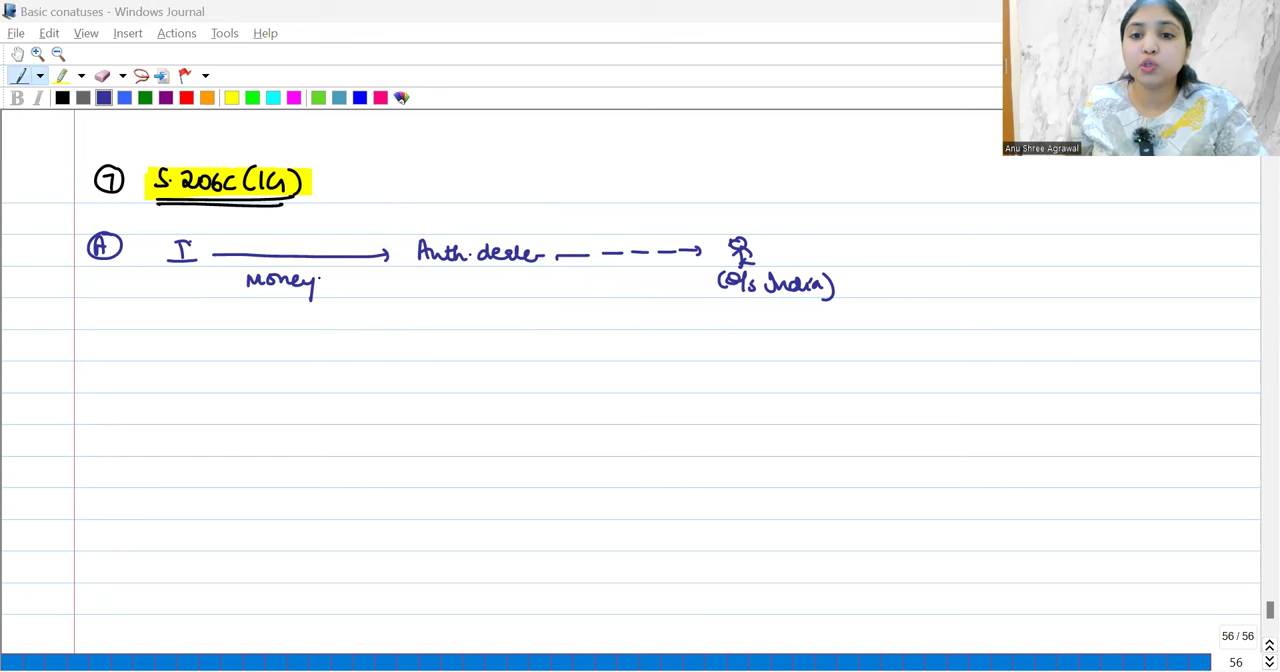 Basic conatuses - Windows Journal
File Edit View Insert Actions Tools Help
B I
Anu Shree Agrawal
7 S. 206C (1G)
A I Auth. dealer
Money.
(O/s India)
56 / 56
56